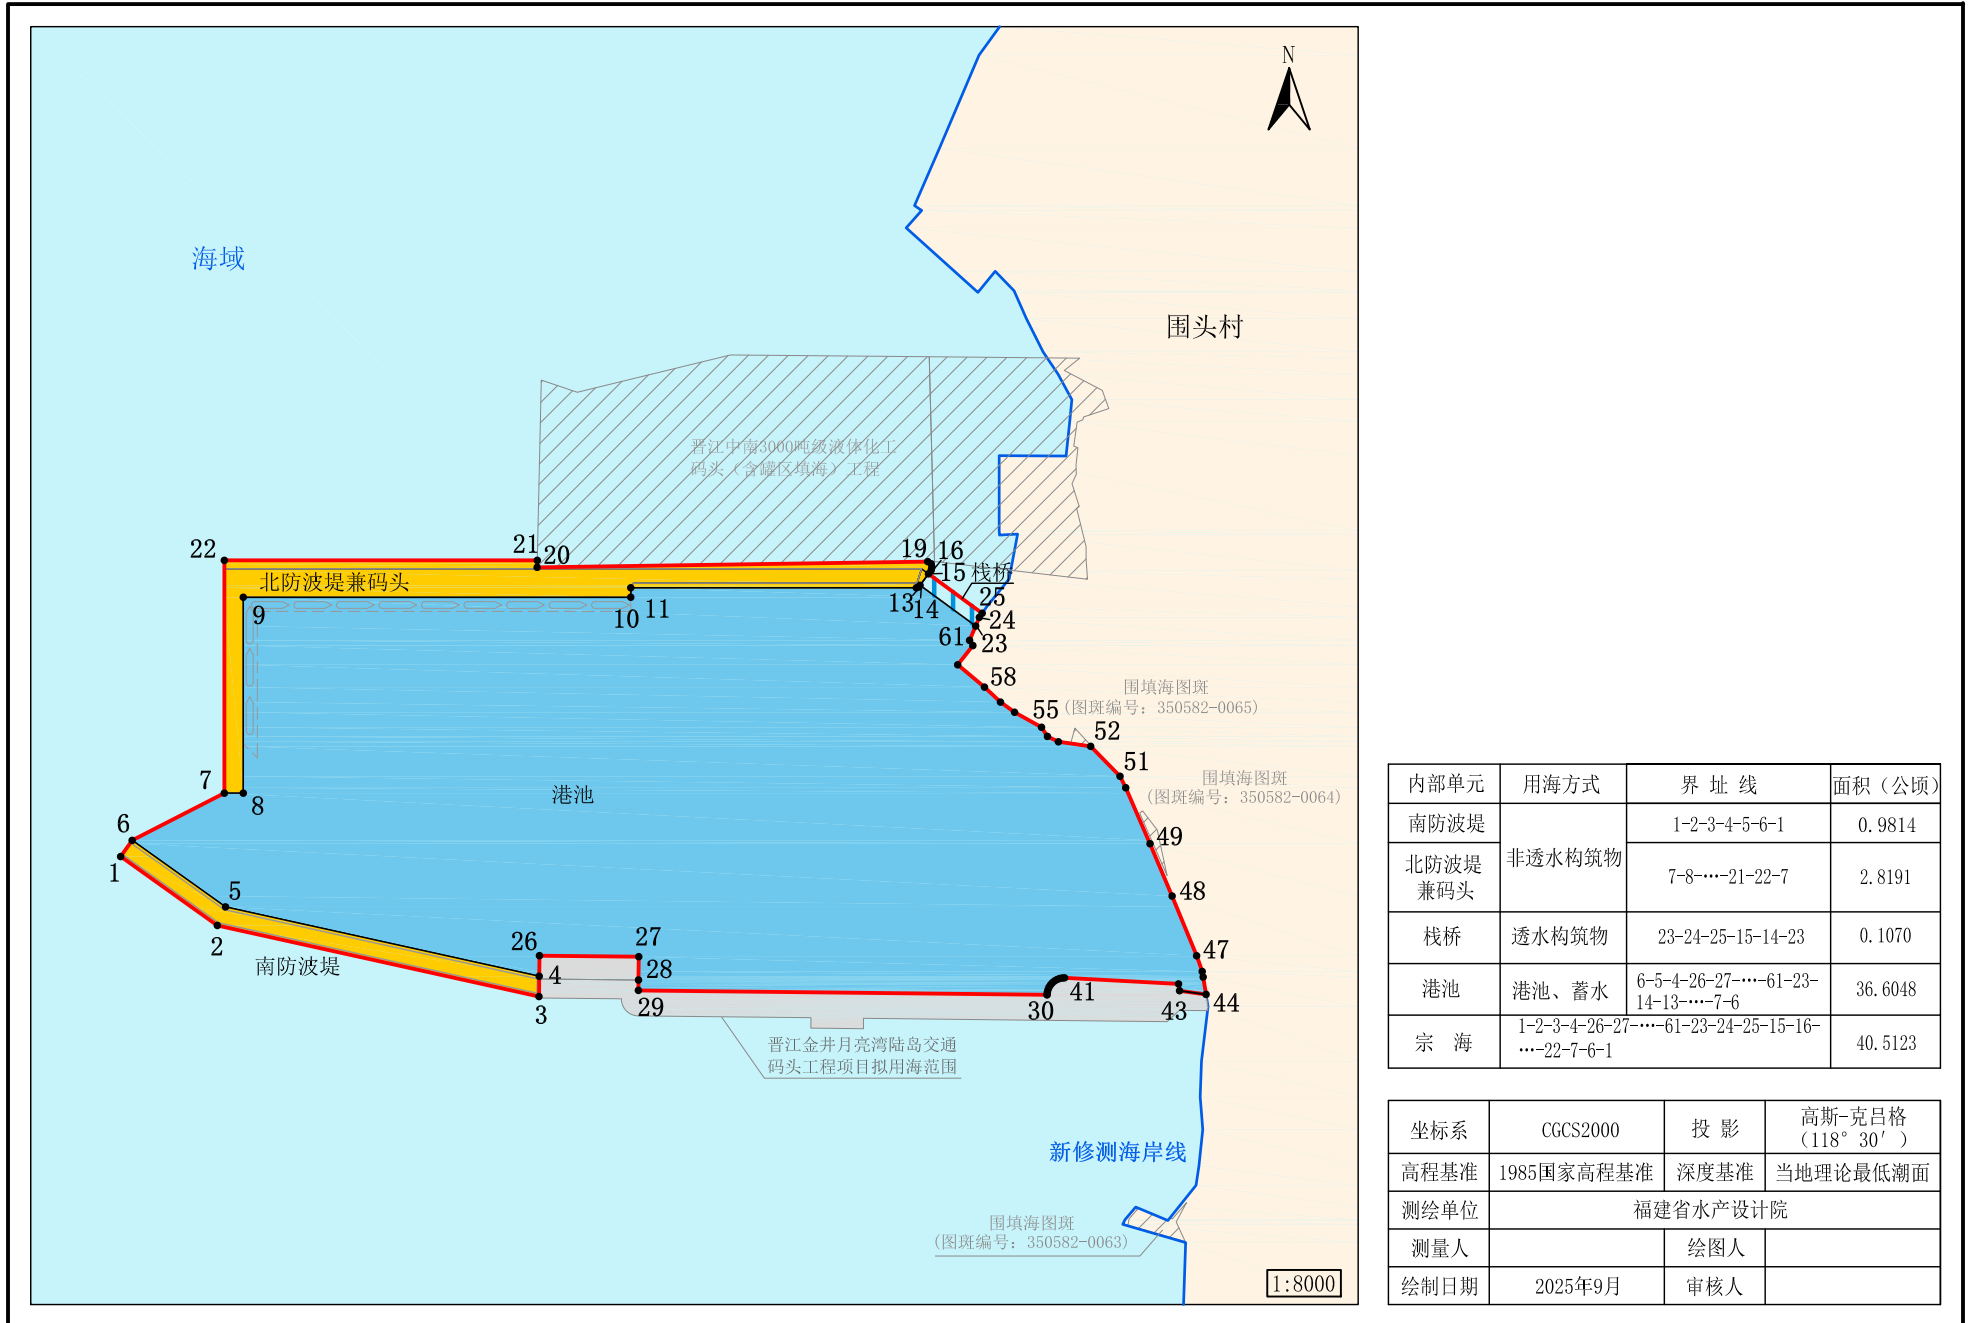 N
海域
围头村
晋江中南3000吨级液体化工
码头（含罐区填海）工程
22
21
20
19
16
15
栈桥
北防波堤兼码头
9
10
11
13
14
25
24
61
23
58
围填海图斑
(图斑编号：350582-0065)
55
52
51
围填海图斑
(图斑编号：350582-0064)
7
8
港池
6
1
49
5
48
2
南防波堤
26
27
47
4
28
41
3
29
30
43
44
晋江金井月亮湾陆岛交通
码头工程项目拟用海范围
新修测海岸线
围填海图斑
(图斑编号：350582-0063)
1:8000
内部单元 用海方式 界 址 线 面积（公顷）
南防波堤 非透水构筑物 1-2-3-4-5-6-1 0.9814
北防波堤
兼码头 7-8-…-21-22-7 2.8191
栈桥 透水构筑物 23-24-25-15-14-23 0.1070
港池 港池、蓄水 6-5-4-26-27-…-61-23-
14-13-…-7-6 36.6048
宗 海 1-2-3-4-26-27-…-61-23-24-25-15-16-
…-22-7-6-1 40.5123
坐标系 CGCS2000 投 影 高斯-克吕格
（118°30′）
高程基准 1985国家高程基准 深度基准 当地理论最低潮面
测绘单位 福建省水产设计院
测量人 绘图人
绘制日期 2025年9月 审核人